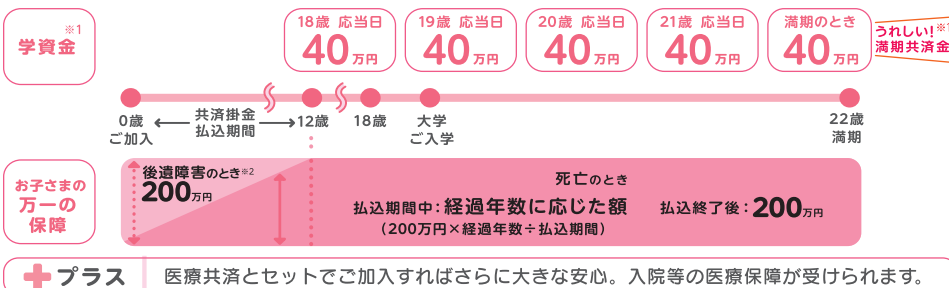 学資金※1
18歳 応当日
40万円
19歳 応当日
40万円
20歳 応当日
40万円
21歳 応当日
40万円
満期のとき
40万円
うれしい!※1
満期共済金
0歳
ご加入
共済掛金
払込期間
12歳
18歳
大学
ご入学
22歳
満期
お子さまの
万一の
保障
後遺障害のとき※2
200万円
死亡のとき
払込期間中:経過年数に応じた額
(200万円×経過年数÷払込期間)
払込終了後:200万円
プラス
医療共済とセットでご加入すればさらに大きな安心。入院等の医療保障が受けられます。